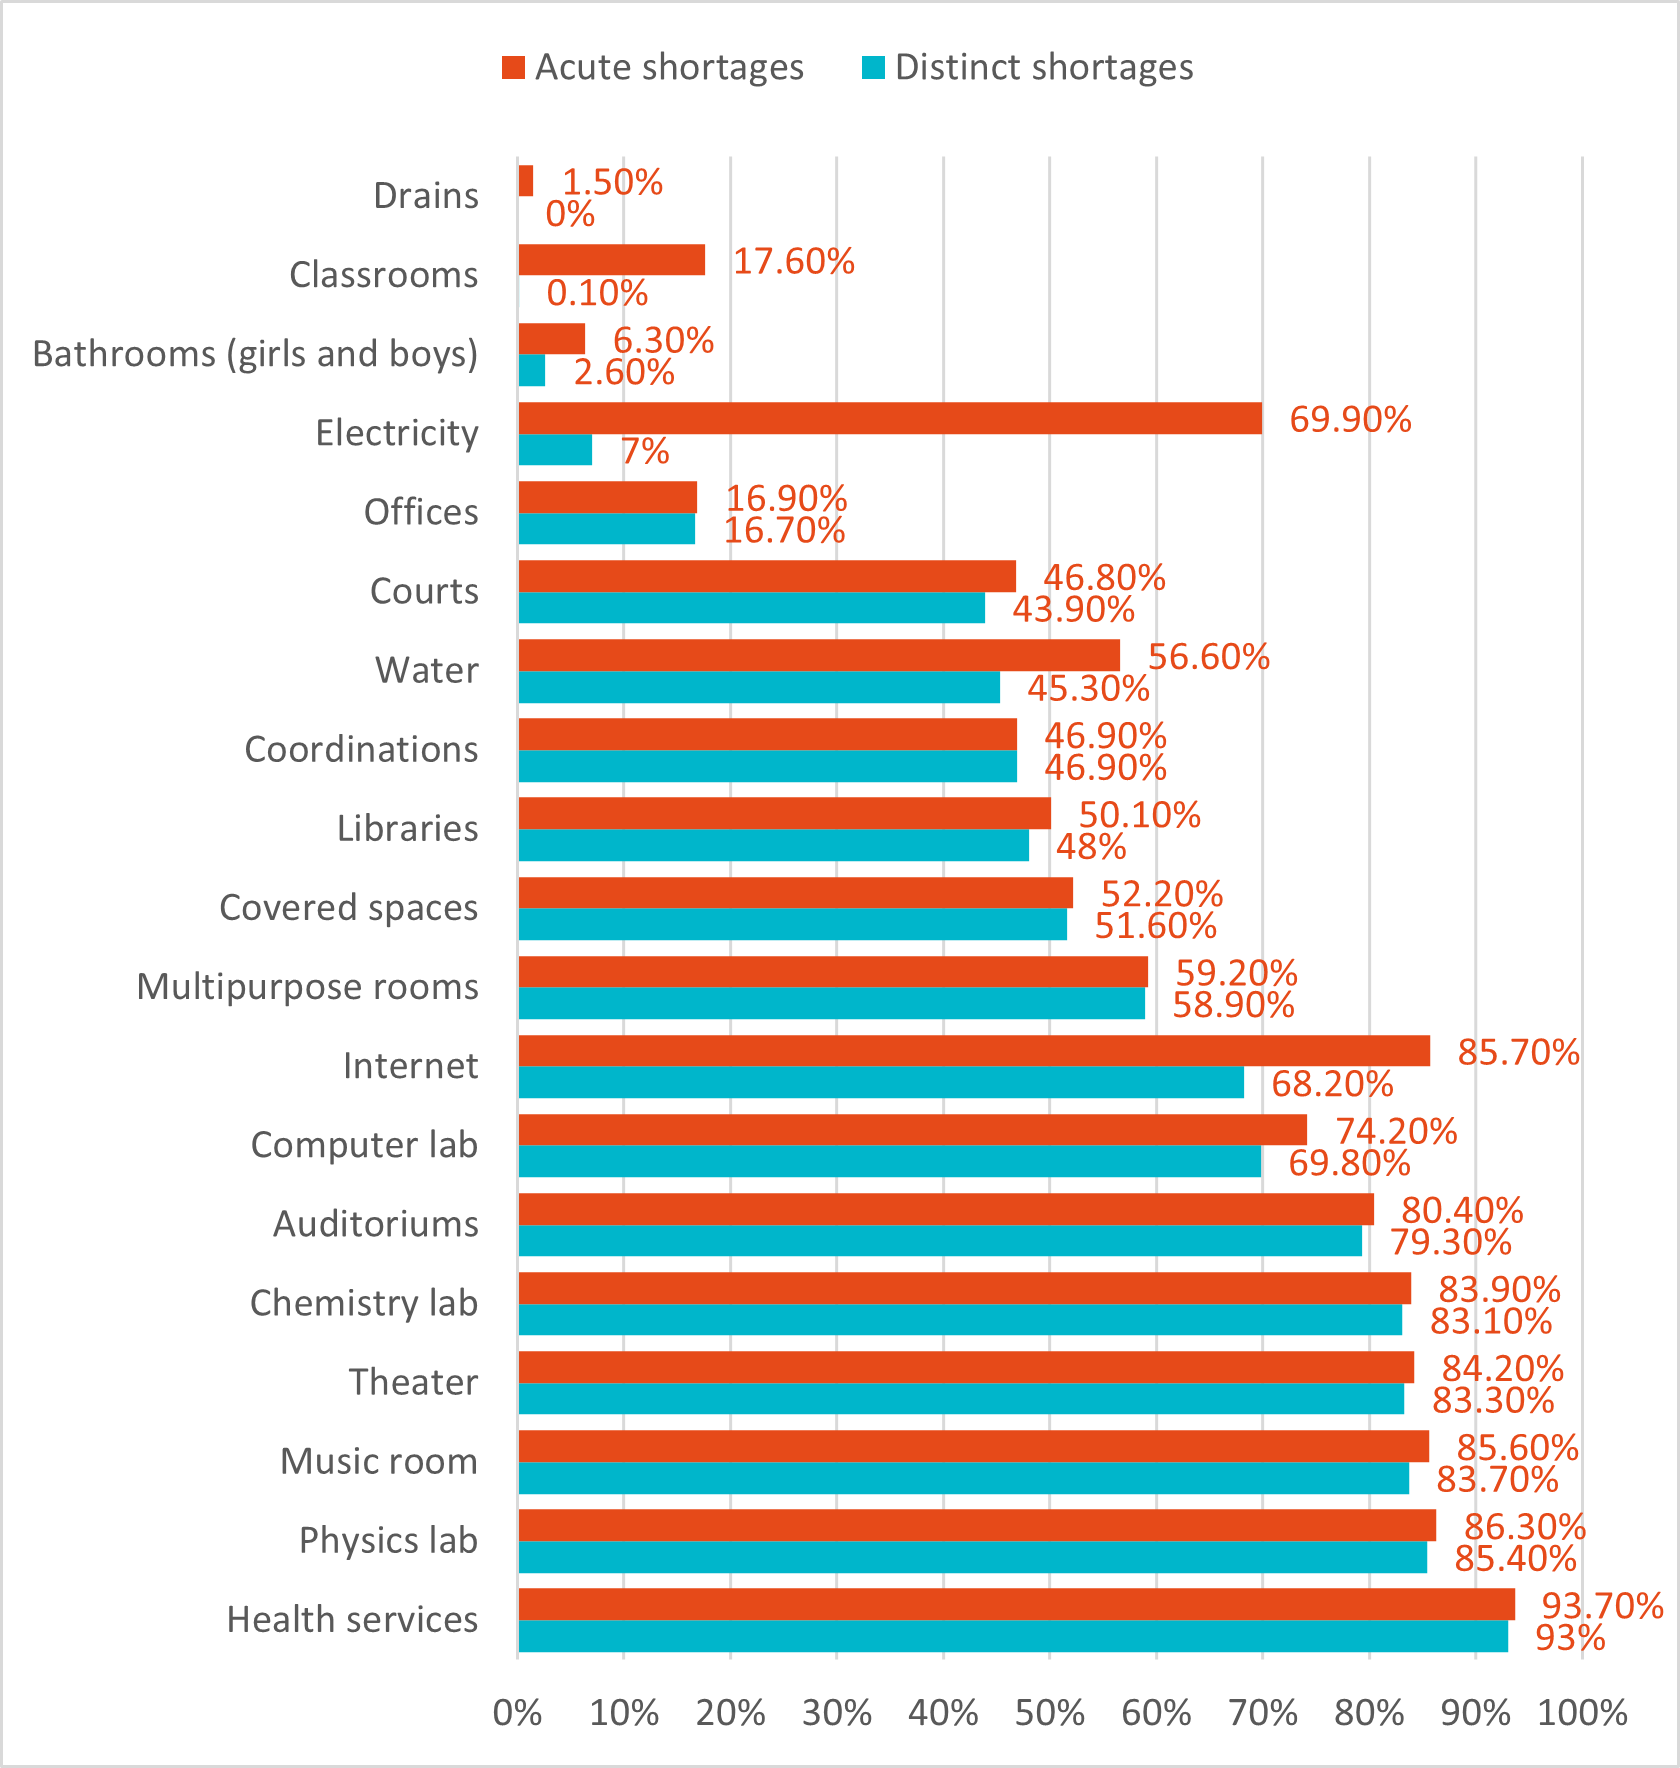 Acute shortages Distinct shortages
Drains
1.50%
0%
Classrooms
17.60%
0.10%
Bathrooms (girls and boys)
6.30%
2.60%
Electricity
69.90%
7%
Offices
16.90%
16.70%
Courts
46.80%
43.90%
Water
56.60%
45.30%
Coordinations
46.90%
46.90%
Libraries
50.10%
48%
Covered spaces
52.20%
51.60%
Multipurpose rooms
59.20%
58.90%
Internet
85.70%
68.20%
Computer lab
74.20%
69.80%
Auditoriums
80.40%
79.30%
Chemistry lab
83.90%
83.10%
Theater
84.20%
83.30%
Music room
85.60%
83.70%
Physics lab
86.30%
85.40%
Health services
93.70%
93%
0% 10% 20% 30% 40% 50% 60% 70% 80% 90% 100%